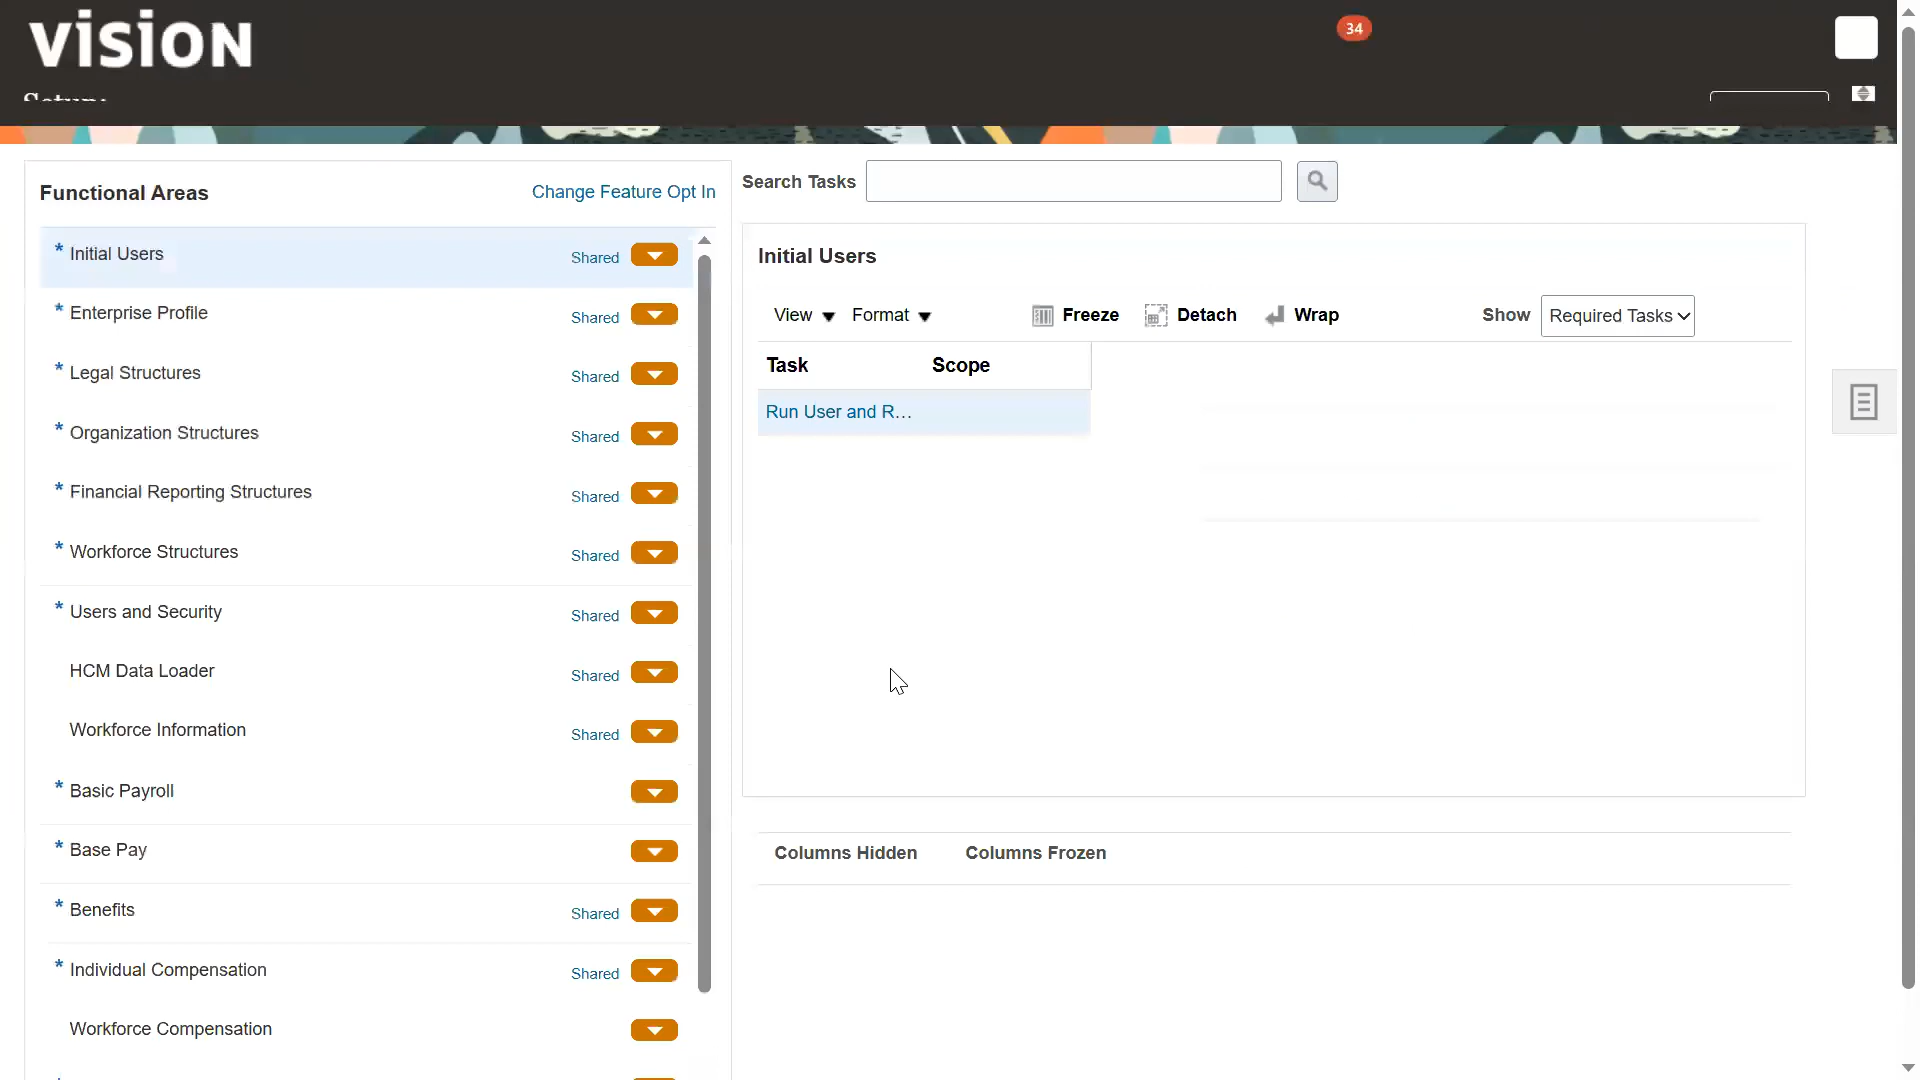 vision
34
Functional Areas
Change Feature Opt In
* Initial Users Shared
* Enterprise Profile Shared
* Legal Structures Shared
* Organization Structures Shared
* Financial Reporting Structures Shared
* Workforce Structures Shared
* Users and Security Shared
HCM Data Loader Shared
Workforce Information Shared
* Basic Payroll
* Base Pay
* Benefits Shared
* Individual Compensation Shared
Workforce Compensation
Search Tasks
Initial Users
View Format Freeze Detach Wrap Show Required Tasks
Task Scope
Run User and R...
Columns Hidden Columns Frozen